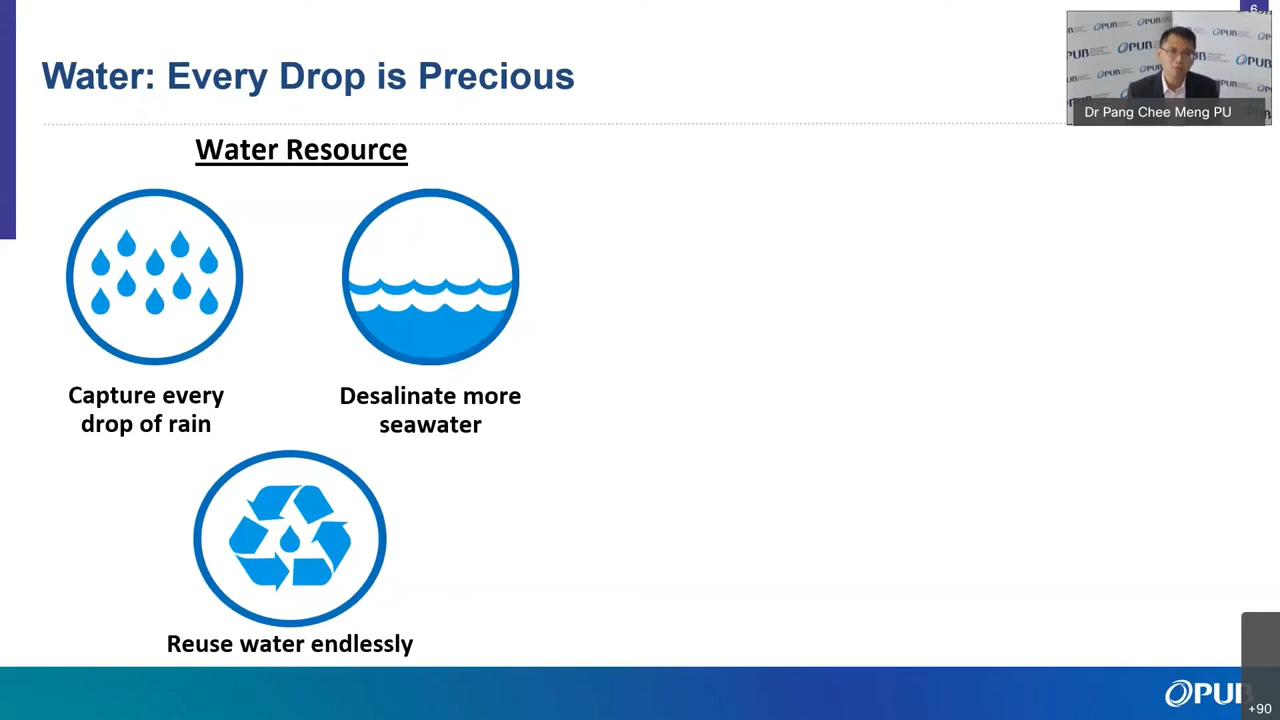 6
Water: Every Drop is Precious
Dr Pang Chee Meng PU
Water Resource
Capture every
drop of rain
Desalinate more
seawater
Reuse water endlessly
PUB
+90